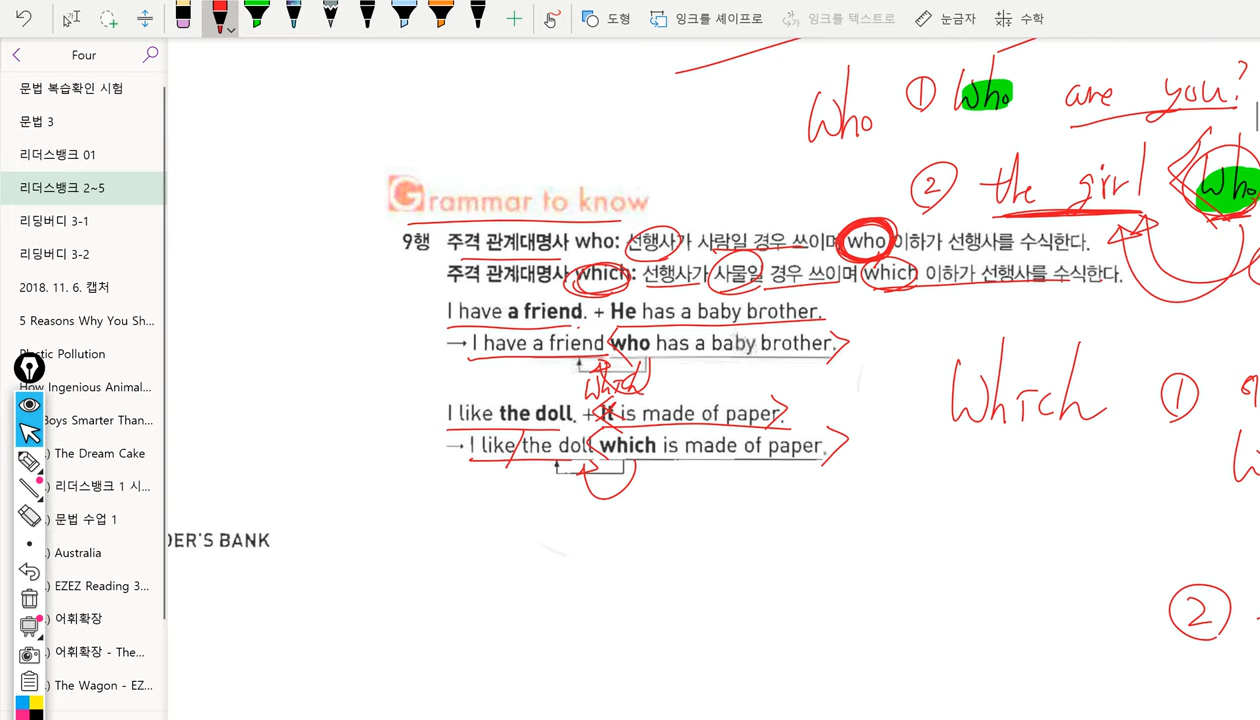 도형
잉크를 셰이프로
잉크를 텍스트로
눈금자
수학
Four
문법 복습확인 시험
문법 3
리더스뱅크 01
리더스뱅크 2~5
리딩버디 3-1
리딩버디 3-2
2018. 11. 6. 캡처
5 Reasons Why You Sh...
Plastic Pollution
How Ingenious Animal...
Boys Smarter Than...
.) The Dream Cake
.) 리더스뱅크 1 시...
.) 문법 수업 1
.) Australia
.) EZEZ Reading 3...
.) 어휘확장
.) 어휘확장 - The...
.) The Wagon - EZ...
Who ① Who are you?
② the girl < Who
Grammar to know
9행 주격 관계대명사 who: 선행사가 사람일 경우 쓰이며 who 이하가 선행사를 수식한다.
주격 관계대명사 which: 선행사가 사물일 경우 쓰이며 which 이하가 선행사를 수식한다.
I have a friend. + He has a baby brother.
→ I have a friend who has a baby brother.
which
I like the doll. + It is made of paper.
→ I like the doll which is made of paper.
Which ①
②
DER'S BANK